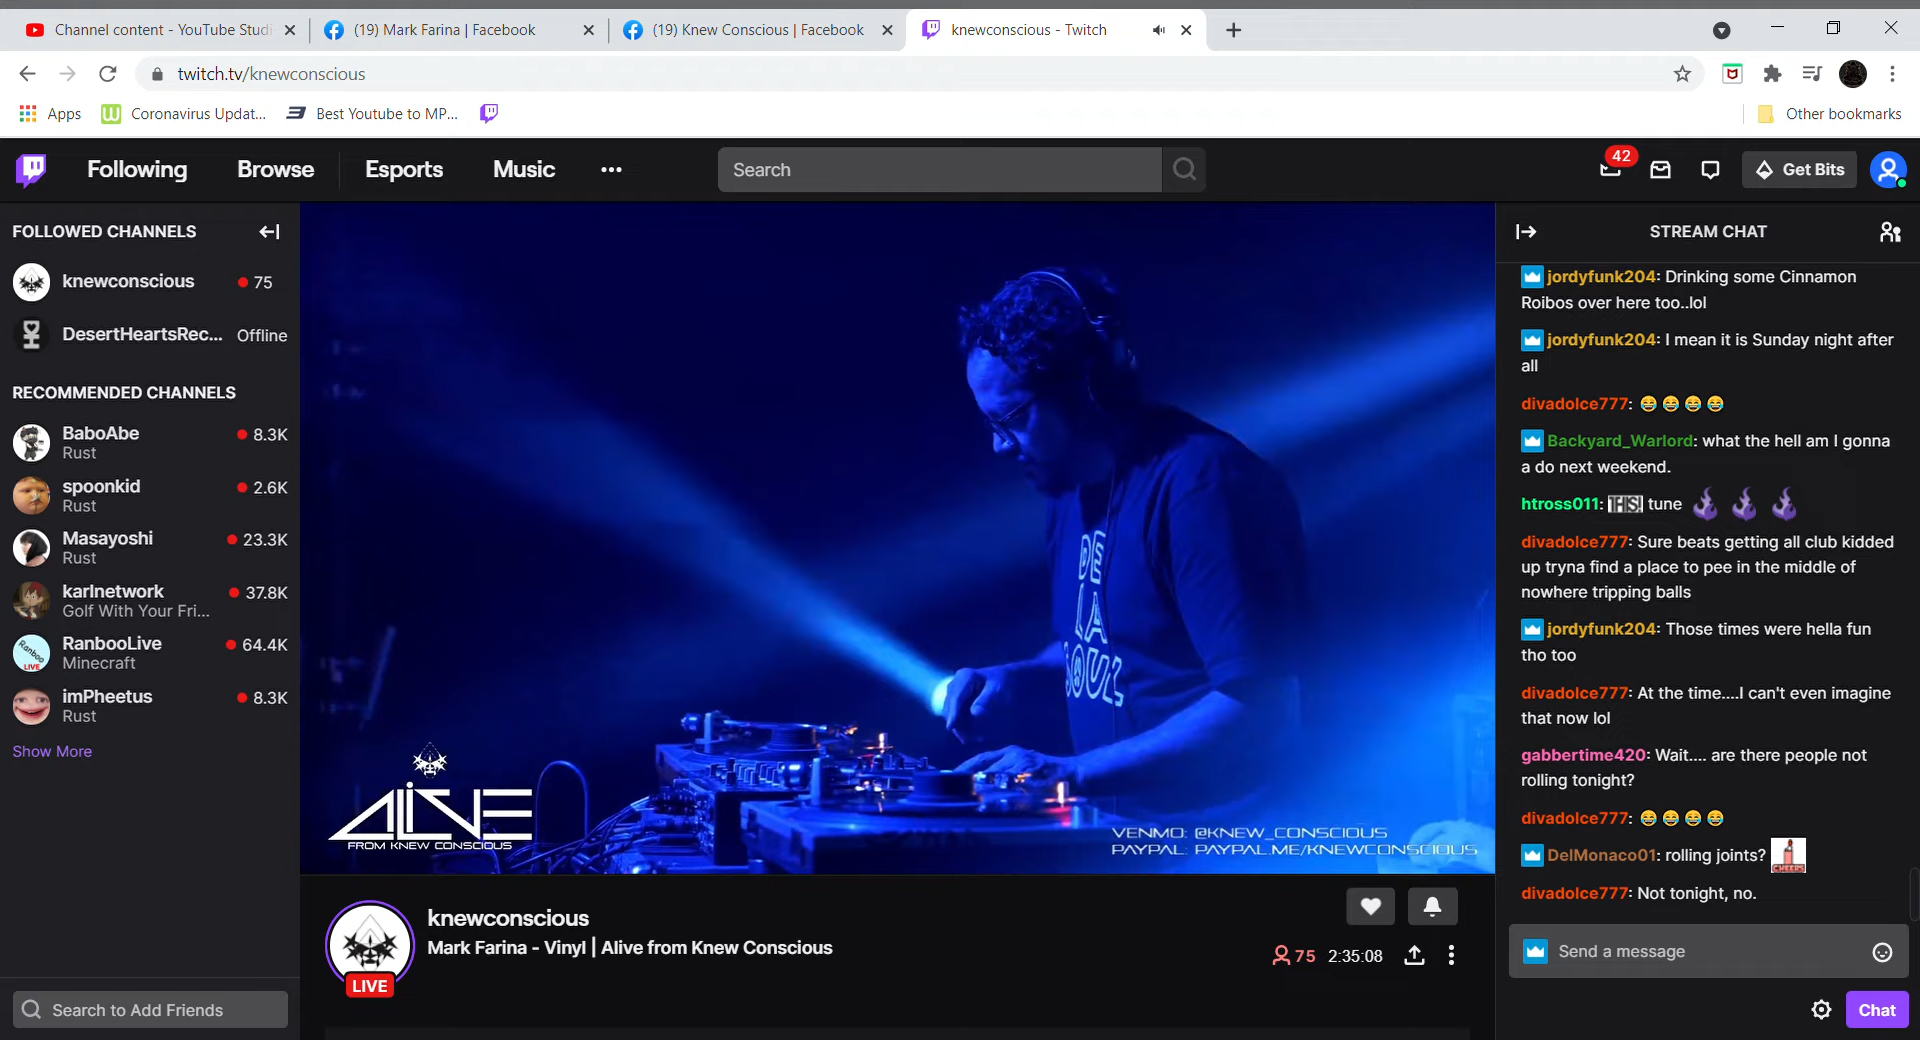 Channel content - YouTube Studi
(19) Mark Farina | Facebook
(19) Knew Conscious | Facebook
knewconscious - Twitch
twitch.tv/knewconscious
Apps
Coronavirus Updat...
Best Youtube to MP...
Other bookmarks
Following
Browse
Esports
Music
Search
42
Get Bits
FOLLOWED CHANNELS
knewconscious
75
DesertHeartsRec...
Offline
RECOMMENDED CHANNELS
BaboAbe
8.3K
Rust
spoonkid
2.6K
Rust
Masayoshi
23.3K
Rust
karlnetwork
37.8K
Golf With Your Fri...
RanbooLive
64.4K
Minecraft
Ranboo
LIVE
imPheetus
8.3K
Rust
Show More
Search to Add Friends
DE
LA
SOUL
ALIVE
FROM KNEW CONSCIOUS
VENMO: @KNEW_CONSCIOUS
PAYPAL: PAYPAL.ME/KNEWCONSCIOUS
LIVE
knewconscious
Mark Farina - Vinyl | Alive from Knew Conscious
75
2:35:08
STREAM CHAT
jordyfunk204: Drinking some Cinnamon
Roibos over here too..lol
jordyfunk204: I mean it is Sunday night after
all
divadolce777: 😂 😂 😂 😂
Backyard_Warlord: what the hell am I gonna
a do next weekend.
htross011: THIS! tune
divadolce777: Sure beats getting all club kidded
up tryna find a place to pee in the middle of
nowhere tripping balls
jordyfunk204: Those times were hella fun
tho too
divadolce777: At the time....I can't even imagine
that now lol
gabbertime420: Wait.... are there people not
rolling tonight?
divadolce777: 😂 😂 😂 😂
DelMonaco01: rolling joints? CHEERS
divadolce777: Not tonight, no.
Send a message
Chat